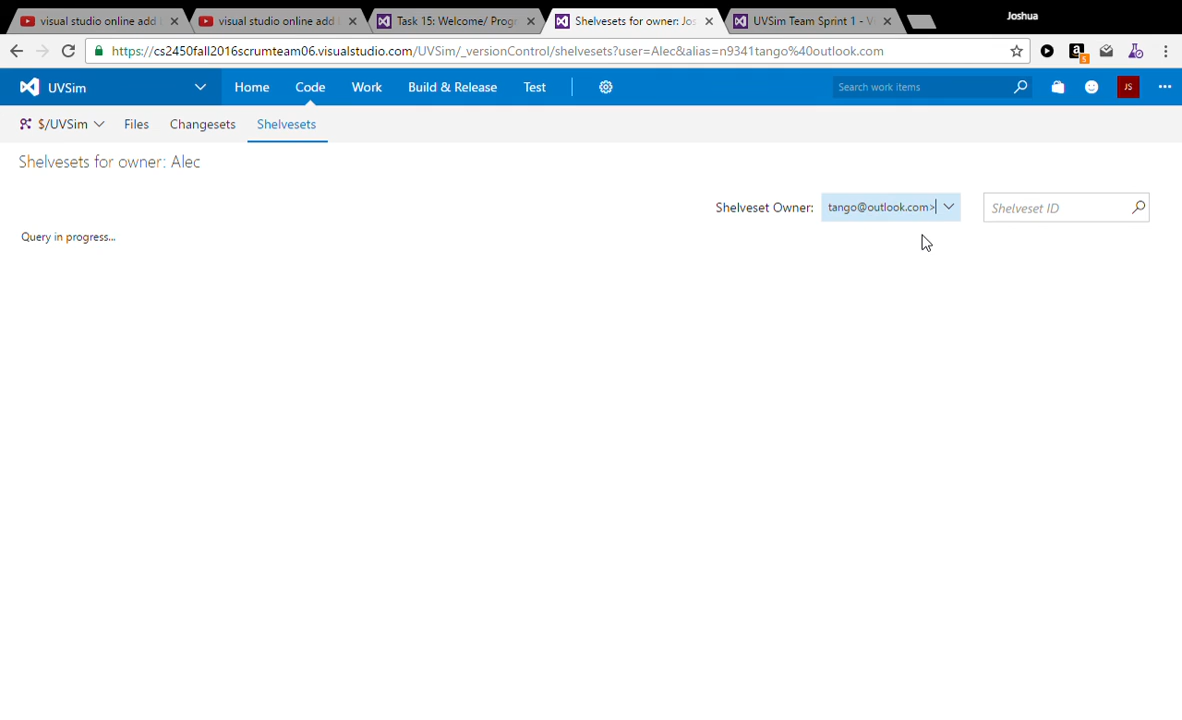 Joshua
visual studio online add
visual studio online add
Task 15: Welcome/ Progr
Shelvesets for owner: Jos
UVSim Team Sprint 1 - V
https://cs2450fall2016scrumteam06.visualstudio.com/UVSim/_versionControl/shelvesets?user=Alec&alias=n9341tango%40outlook.com
a 5
UVSim Home Code Work Build & Release Test Search work items JS
$/UVSim Files Changesets Shelvesets
Shelvesets for owner: Alec
Shelveset Owner: tango@outlook.com> Shelveset ID
Query in progress...